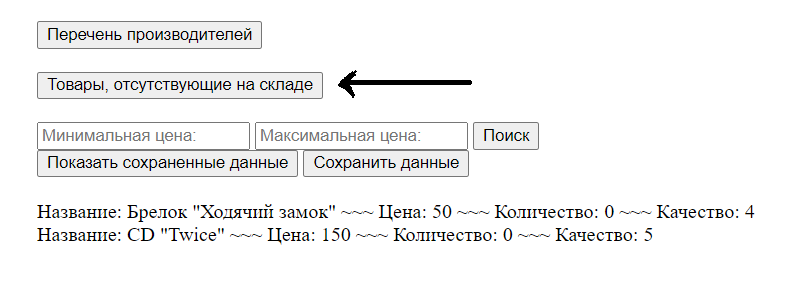 Перечень производителей
Товары, отсутствующие на складе
Минимальная цена: Максимальная цена: Поиск
Показать сохраненные данные Сохранить данные
Название: Брелок "Ходячий замок" ~~~ Цена: 50 ~~~ Количество: 0 ~~~ Качество: 4
Название: CD "Twice" ~~~ Цена: 150 ~~~ Количество: 0 ~~~ Качество: 5